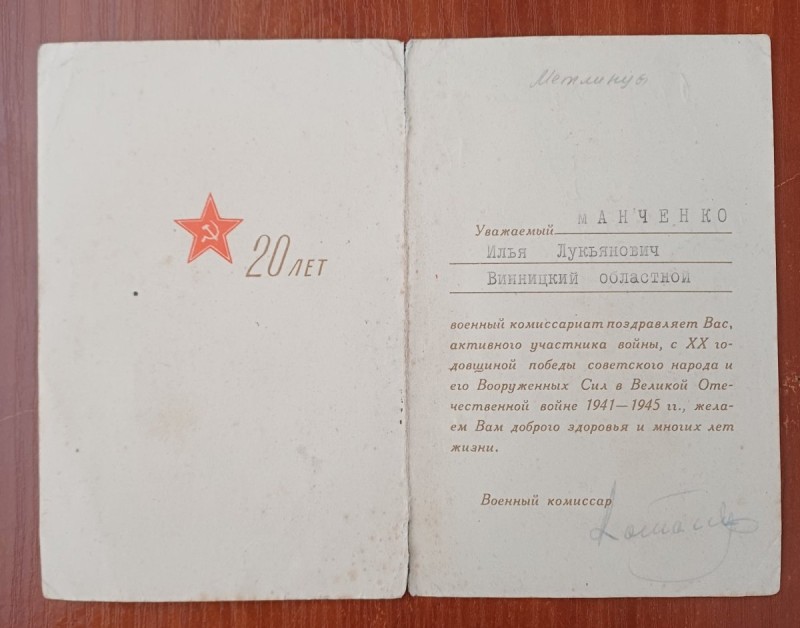 20 ЛЕТ
Метлинцы
Уважаемый МАНЧЕНКО
Илья Лукьянович
Винницкий областной
военный комиссариат поздравляет Вас,
активного участника войны, с XX го-
довщиной победы советского народа и
его Вооруженных Сил в Великой Оте-
чественной войне 1941—1945 гг., жела-
ем Вам доброго здоровья и многих лет
жизни.
Военный комиссар